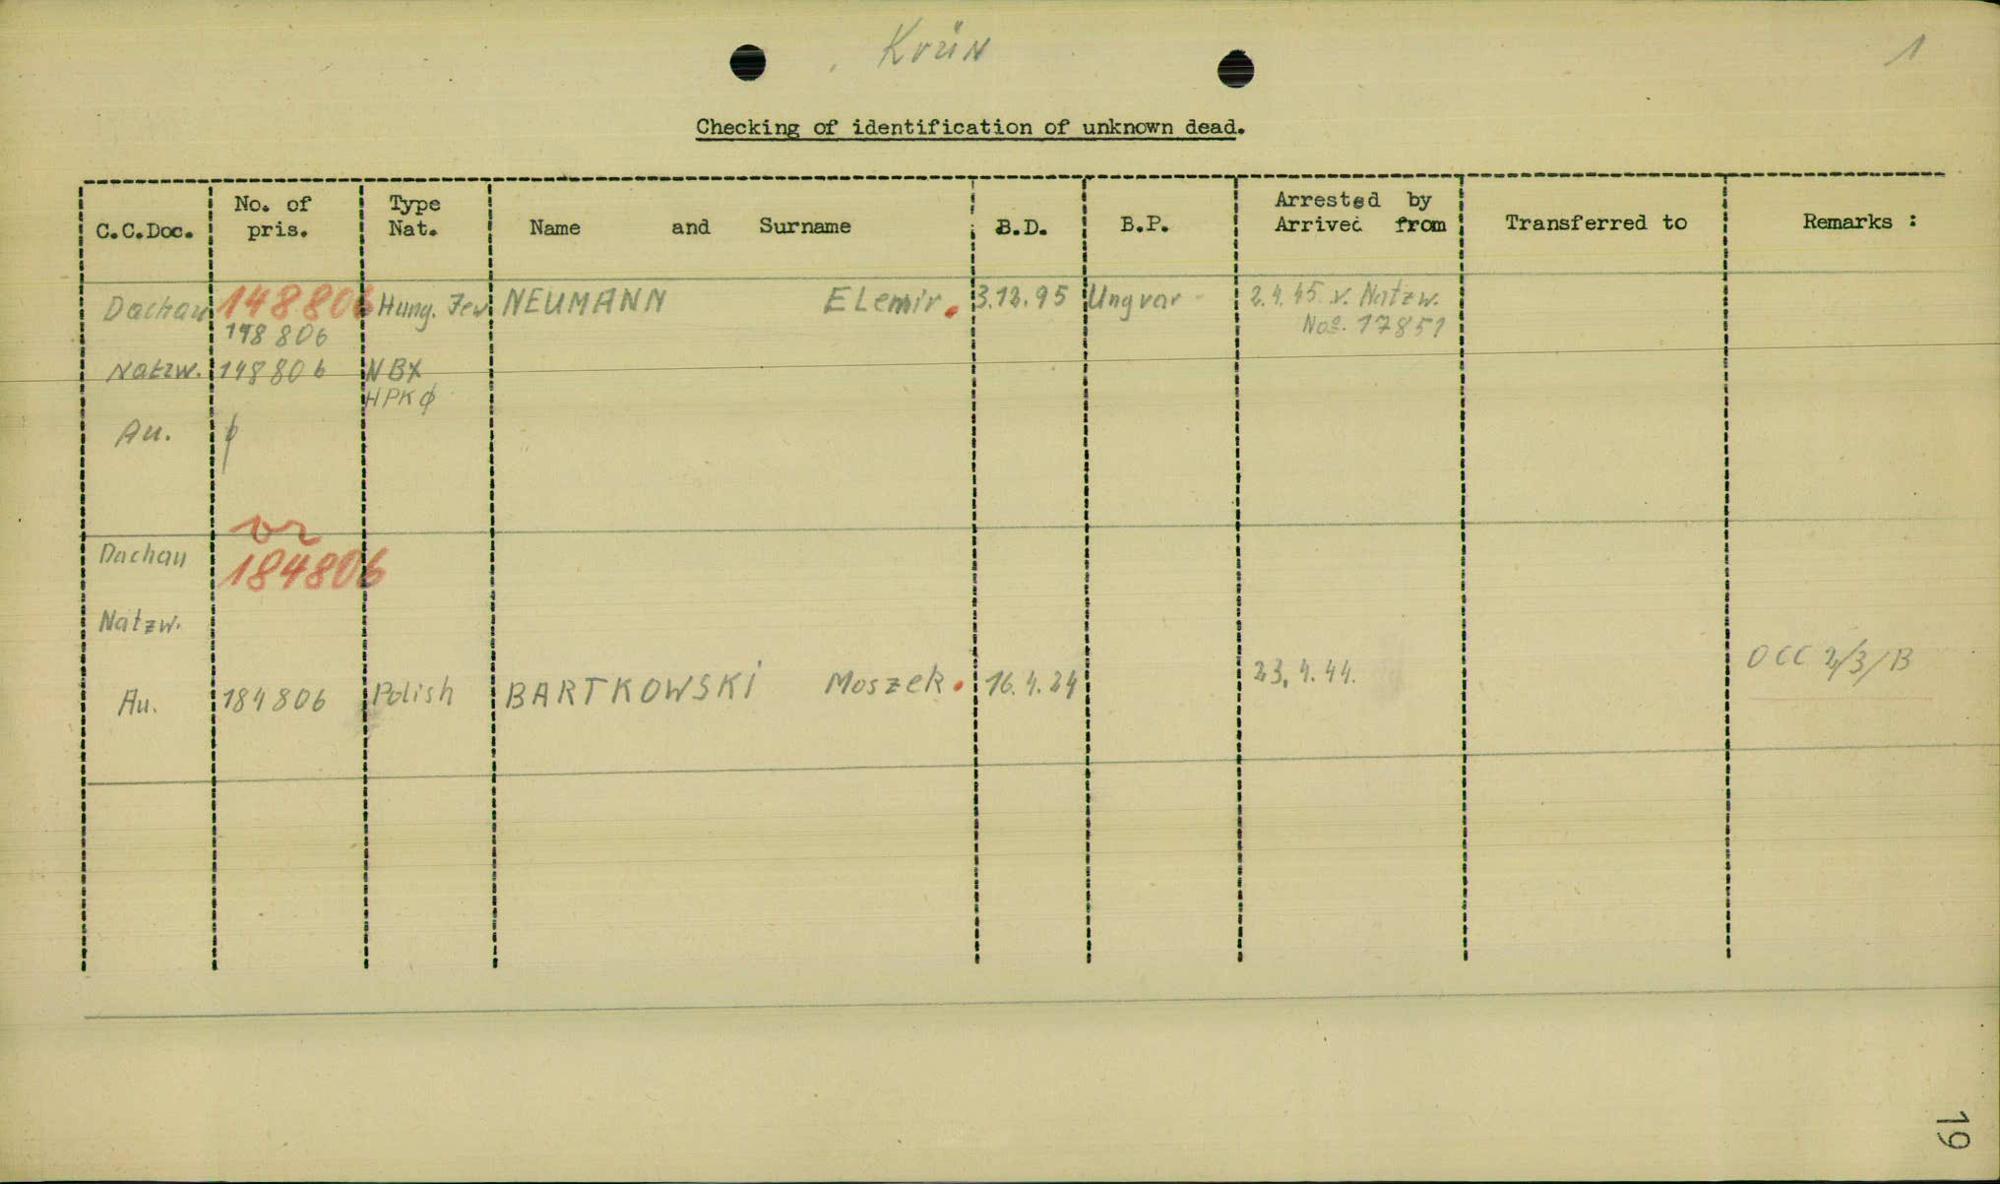 Krün
1
Checking of identification of unknown dead.
C.C.Doc. No. of pris. Type Nat. Name and Surname B.D. B.P. Arrested by Arrived from Transferred to Remarks :
Dachau 148806 Hung. Jew NEUMANN ELemir. 3.12.95 Ungvar 2.4.45 v. Natzw.
148806 No. 17851
Natzw. 148806 NBX
HPKφ
Au. φ
or
Dachau 184806
Natzw.
OCC 2/3/B
Au. 184806 Polish BARTKOWSKI Moszek. 16.4.24 23.4.44.
19